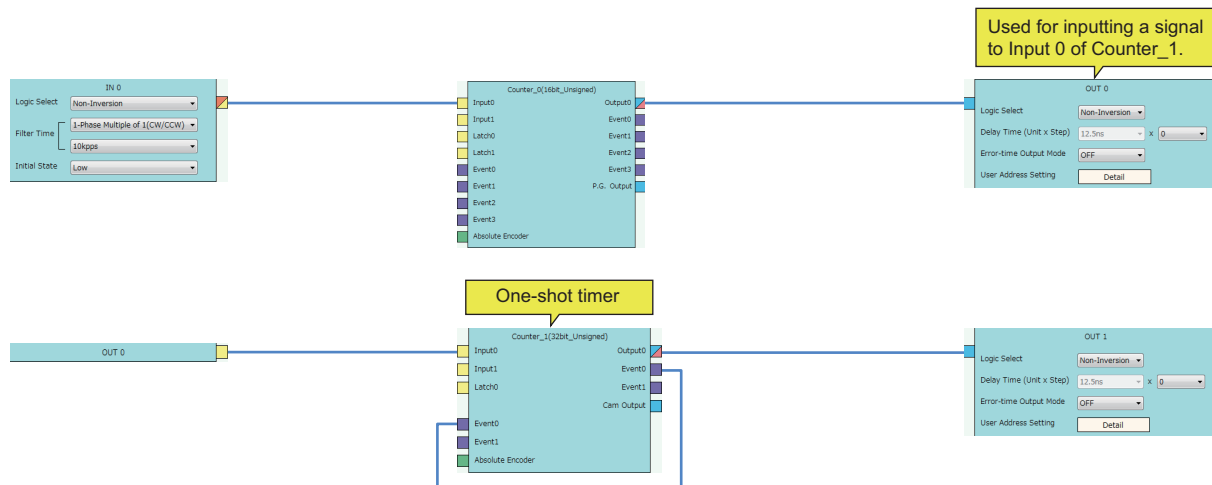 Used for inputting a signal
to Input 0 of Counter_1.
IN 0
Logic Select Non-Inversion
Filter Time 1-Phase Multiple of 1(CW/CCW)
10kpps
Initial State Low
Counter_0(16bit_Unsigned)
Input0 Output0
Input1 Event0
Latch0 Event1
Latch1 Event2
Event0 Event3
Event1 P.G. Output
Event2
Event3
Absolute Encoder
OUT 0
Logic Select Non-Inversion
Delay Time (Unit x Step) 12.5ns x 0
Error-time Output Mode OFF
User Address Setting Detail
One-shot timer
OUT 0
Counter_1(32bit_Unsigned)
Input0 Output0
Input1 Event0
Latch0 Event1
Cam Output
Event0
Event1
Absolute Encoder
OUT 1
Logic Select Non-Inversion
Delay Time (Unit x Step) 12.5ns x 0
Error-time Output Mode OFF
User Address Setting Detail